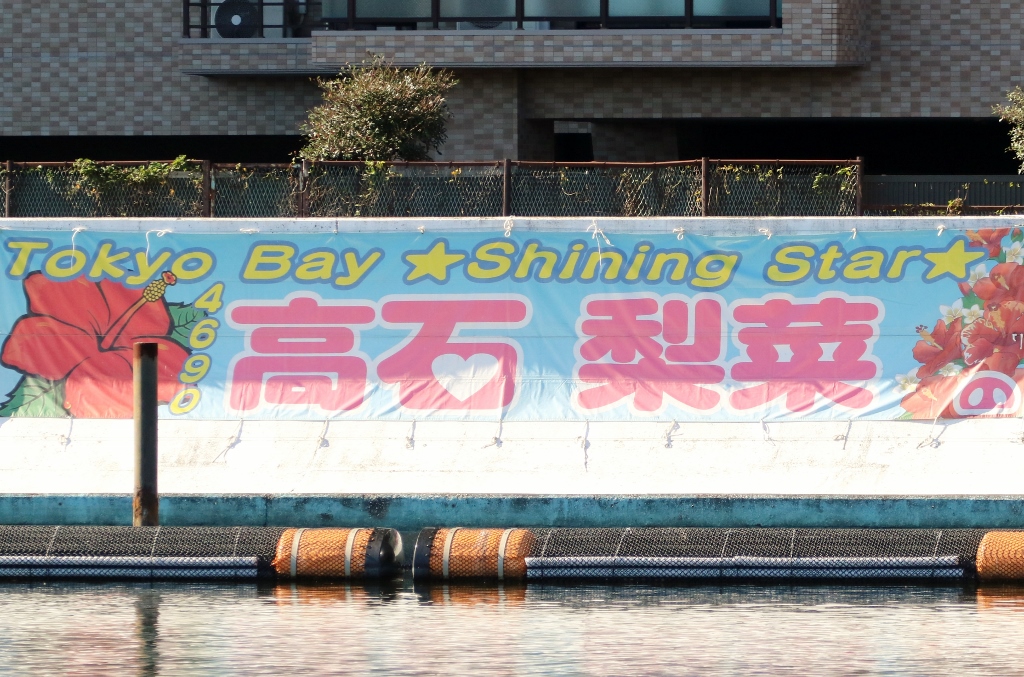 Tokyo Bay ★Shining Star★
4690
高石 梨菜